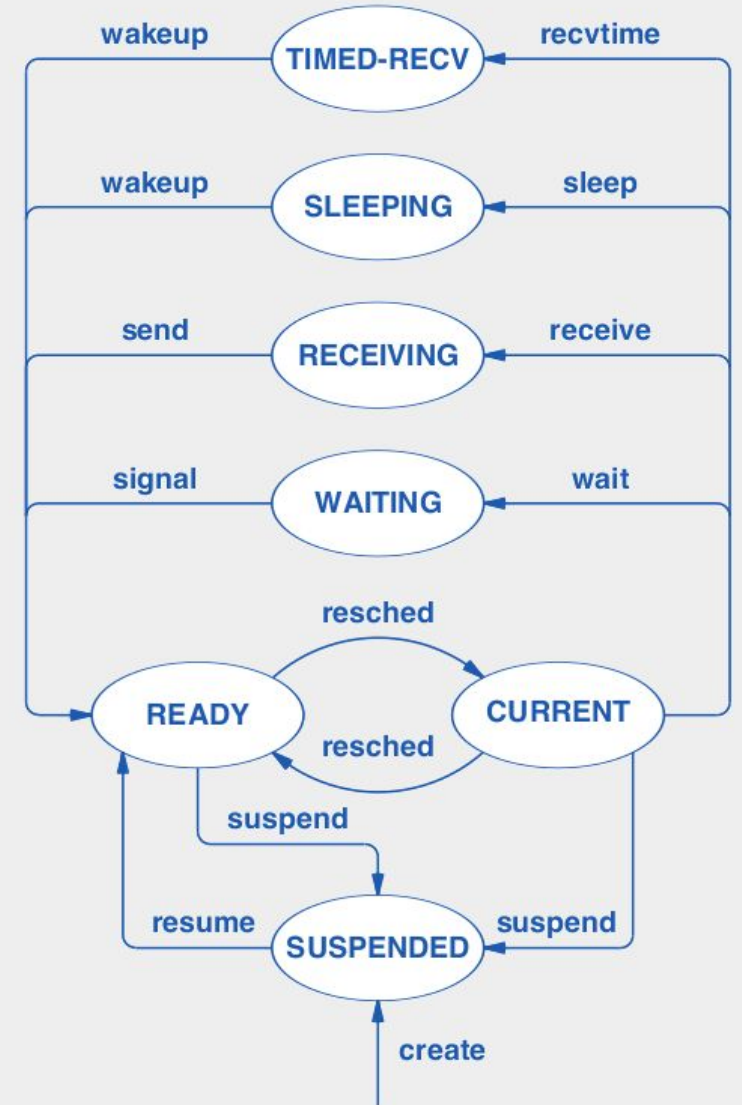 wakeup
TIMED-RECV
recvtime
wakeup
SLEEPING
sleep
send
RECEIVING
receive
signal
WAITING
wait
resched
READY
CURRENT
resched
suspend
resume
SUSPENDED
suspend
create